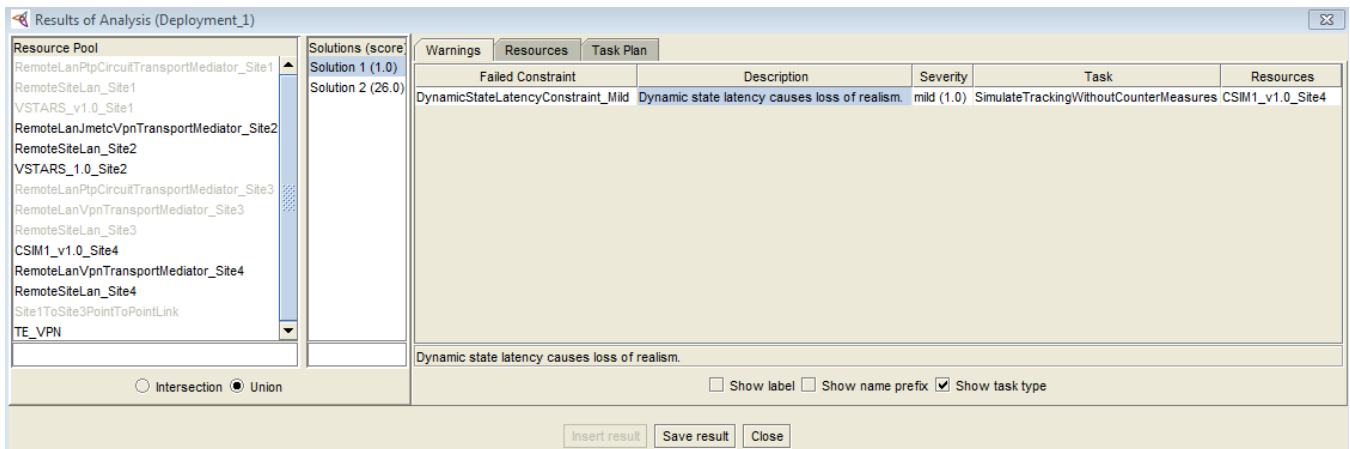 Results of Analysis (Deployment_1)
Resource Pool
RemoteLanPtpCircuitTransportMediator_Site1
RemoteSiteLan_Site1
VSTARS_v1.0_Site1
RemoteLanJmetcVpnTransportMediator_Site2
RemoteSiteLan_Site2
VSTARS_1.0_Site2
RemoteLanPtpCircuitTransportMediator_Site3
RemoteLanVpnTransportMediator_Site3
RemoteSiteLan_Site3
CSIM1_v1.0_Site4
RemoteLanVpnTransportMediator_Site4
RemoteSiteLan_Site4
Site1ToSite3PointToPointLink
TE_VPN
Intersection Union
Solutions (score)
Solution 1 (1.0)
Solution 2 (26.0)
Warnings Resources Task Plan
Failed Constraint Description Severity Task Resources
DynamicStateLatencyConstraint_Mild Dynamic state latency causes loss of realism. mild (1.0) SimulateTrackingWithoutCounterMeasures CSIM1_v1.0_Site4
Dynamic state latency causes loss of realism.
Show label Show name prefix Show task type
Insert result Save result Close